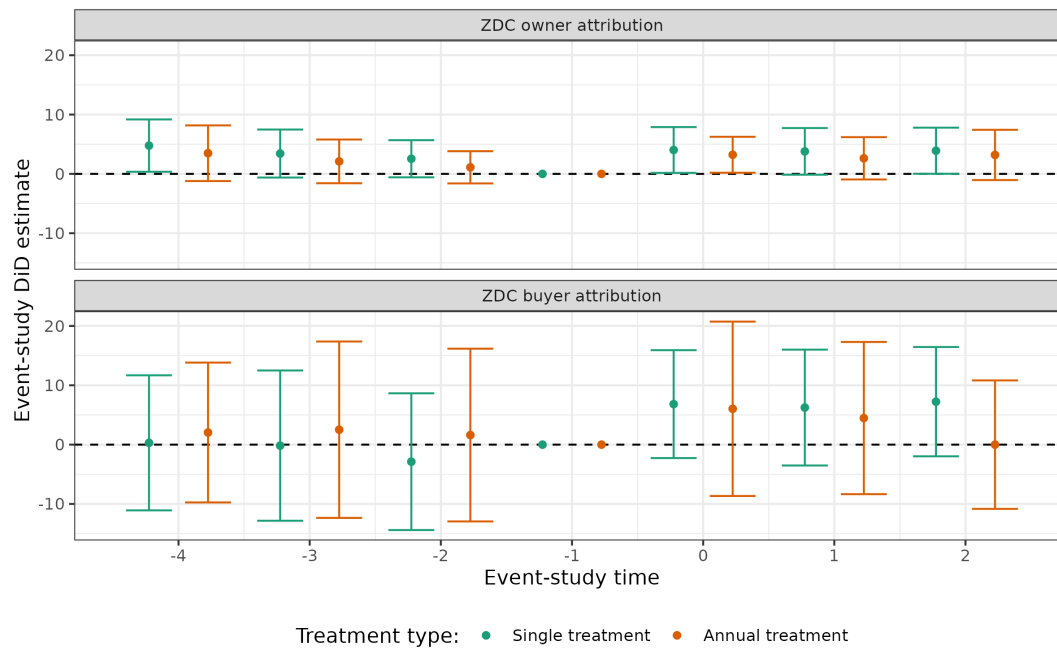 ZDC owner attribution
20
10
0
-10
ZDC buyer attribution
20
10
0
-10
Event-study DiD estimate
-4 -3 -2 -1 0 1 2
Event-study time
Treatment type: Single treatment Annual treatment